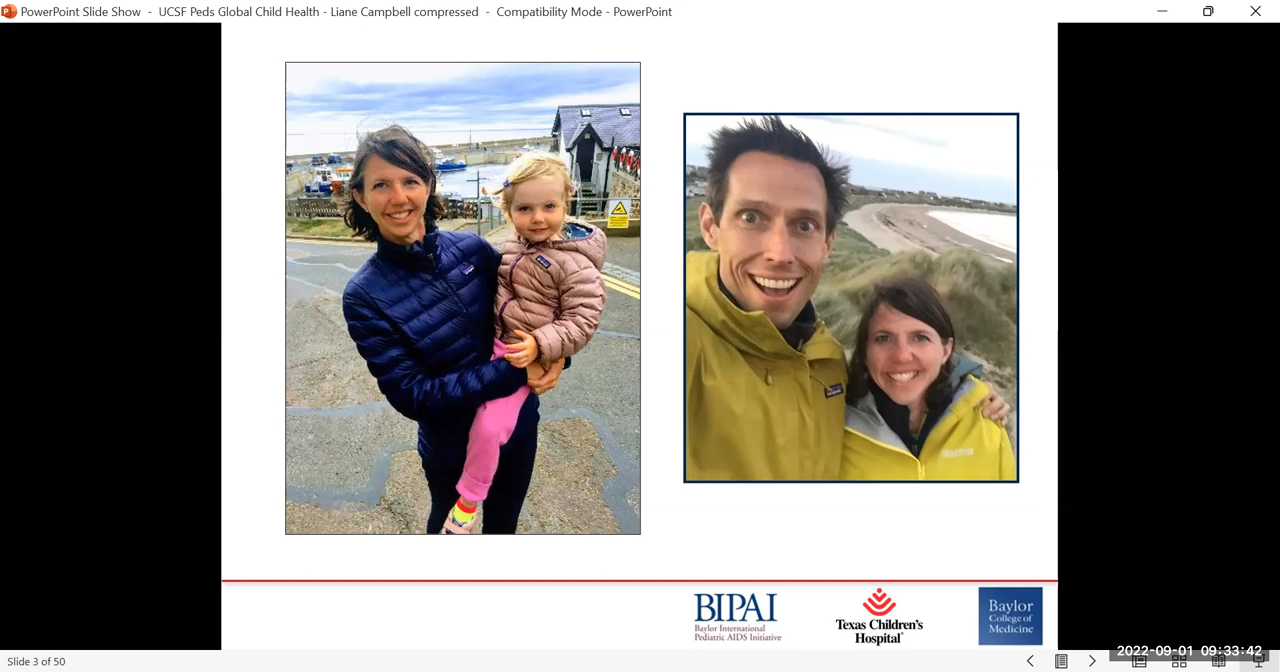 PowerPoint Slide Show - UCSF Peds Global Child Health - Liane Campbell compressed - Compatibility Mode - PowerPoint
BIPAI
Baylor International
Pediatric AIDS Initiative
Texas Children's
Hospital
Baylor
College of
Medicine
2022-09-01 09:33:42
Slide 3 of 50